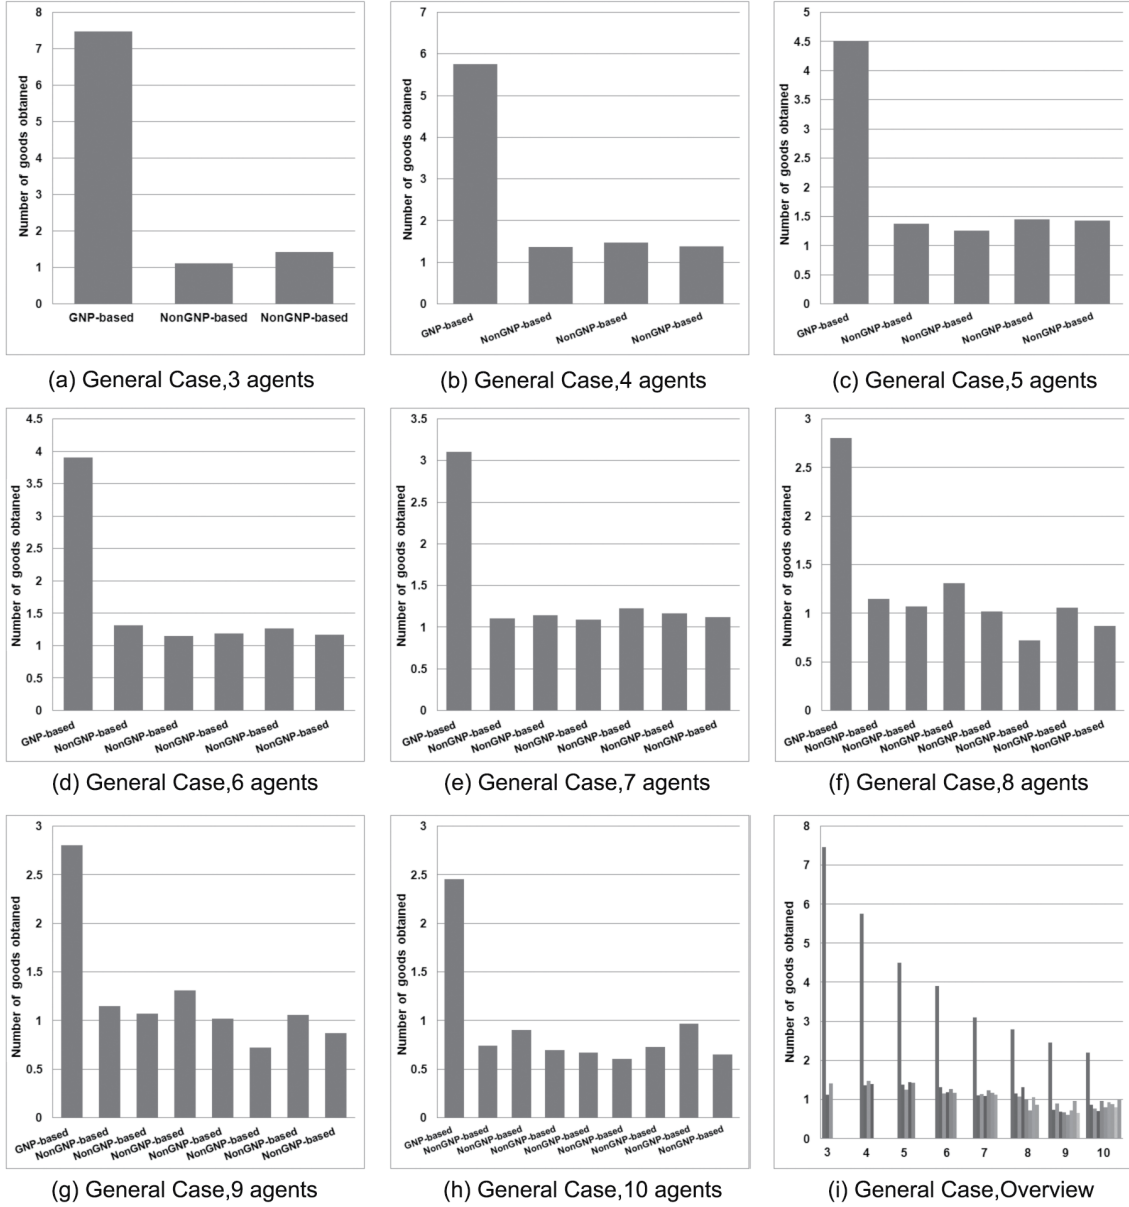 8
7
6
5
4
3
2
1
0
Number of goods obtained
GNP-based NonGNP-based NonGNP-based
(a) General Case,3 agents
7
6
5
4
3
2
1
0
Number of goods obtained
GNP-based NonGNP-based NonGNP-based NonGNP-based
(b) General Case,4 agents
5
4.5
4
3.5
3
2.5
2
1.5
1
0.5
0
Number of goods obtained
GNP-based NonGNP-based NonGNP-based NonGNP-based NonGNP-based
(c) General Case,5 agents
4.5
4
3.5
3
2.5
2
1.5
1
0.5
0
Number of goods obtained
GNP-based NonGNP-based NonGNP-based NonGNP-based NonGNP-based NonGNP-based
(d) General Case,6 agents
3.5
3
2.5
2
1.5
1
0.5
0
Number of goods obtained
GNP-based NonGNP-based NonGNP-based NonGNP-based NonGNP-based NonGNP-based NonGNP-based
(e) General Case,7 agents
3
2.5
2
1.5
1
0.5
0
Number of goods obtained
GNP-based NonGNP-based NonGNP-based NonGNP-based NonGNP-based NonGNP-based NonGNP-based NonGNP-based
(f) General Case,8 agents
3
2.5
2
1.5
1
0.5
0
Number of goods obtained
GNP-based NonGNP-based NonGNP-based NonGNP-based NonGNP-based NonGNP-based NonGNP-based NonGNP-based
(g) General Case,9 agents
3
2.5
2
1.5
1
0.5
0
Number of goods obtained
GNP-based NonGNP-based NonGNP-based NonGNP-based NonGNP-based NonGNP-based NonGNP-based NonGNP-based NonGNP-based
(h) General Case,10 agents
8
7
6
5
4
3
2
1
0
Number of goods obtained
3 4 5 6 7 8 9 10
(i) General Case,Overview